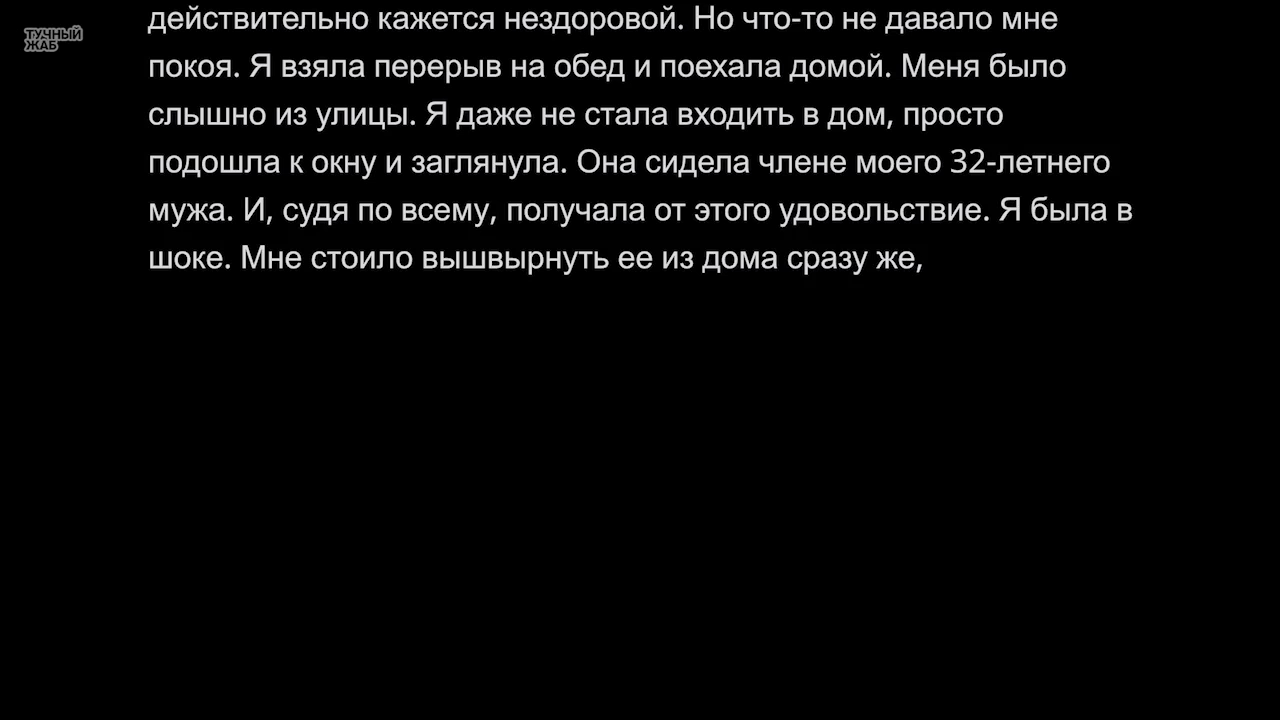 ТУЧНЫЙ
ЖАБ
действительно кажется нездоровой. Но что-то не давало мне
покоя. Я взяла перерыв на обед и поехала домой. Меня было
слышно из улицы. Я даже не стала входить в дом, просто
подошла к окну и заглянула. Она сидела члене моего 32-летнего
мужа. И, судя по всему, получала от этого удовольствие. Я была в
шоке. Мне стоило вышвырнуть ее из дома сразу же,